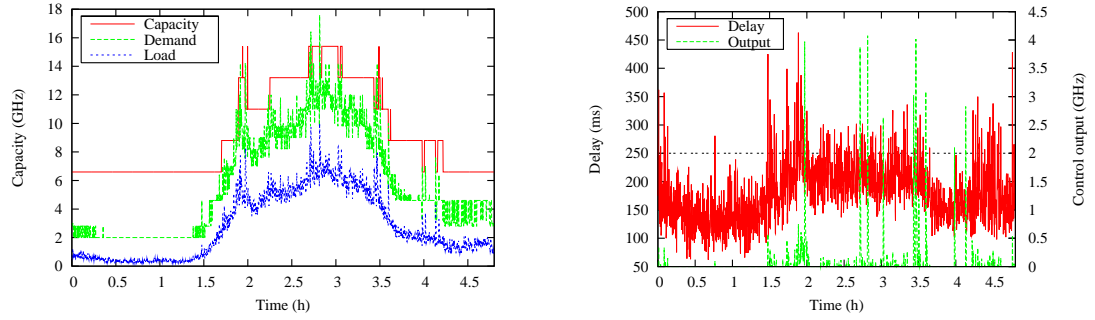 18
16
14
12
10
8
6
4
2
0
Capacity (GHz)
Capacity
Demand
Load
0 0.5 1 1.5 2 2.5 3 3.5 4 4.5
Time (h)
500
450
400
350
300
250
200
150
100
50
Delay (ms)
Delay
Output
0 0.5 1 1.5 2 2.5 3 3.5 4 4.5
Time (h)
4.5
4
3.5
3
2.5
2
1.5
1
0.5
0
Control output (GHz)